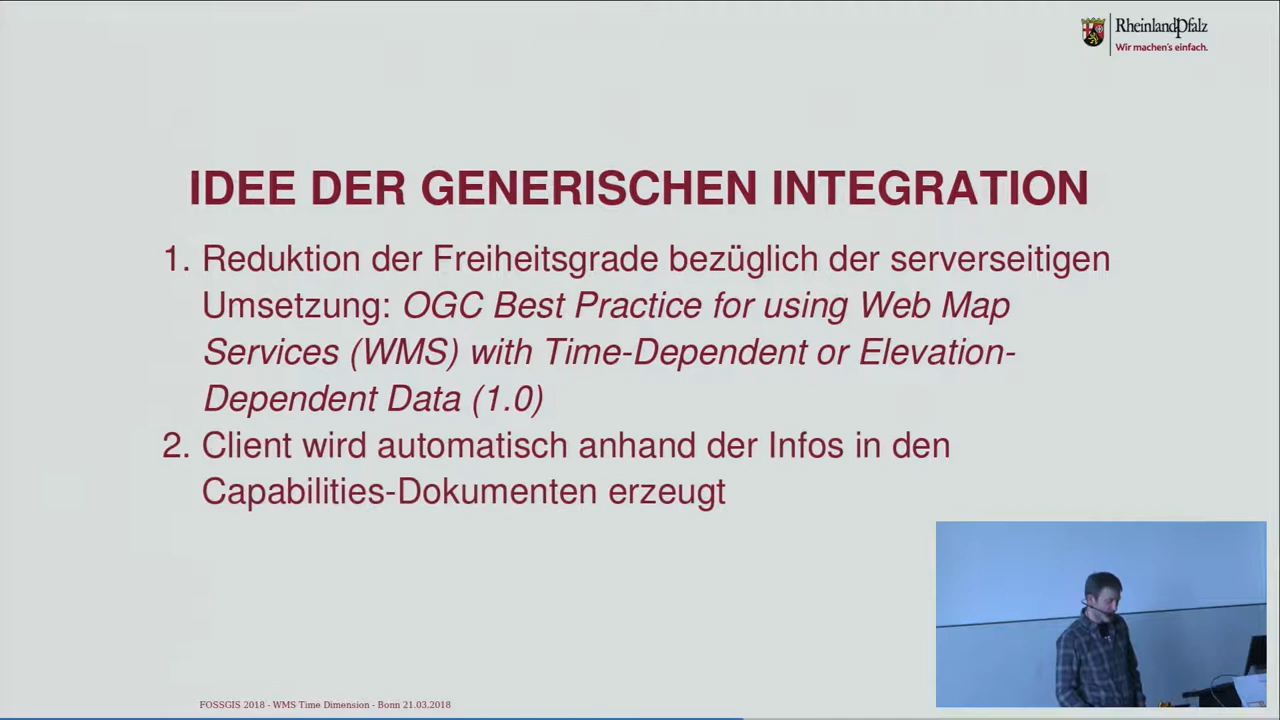 RheinlandPfalz
Wir machen's einfach.
IDEE DER GENERISCHEN INTEGRATION
1. Reduktion der Freiheitsgrade bezüglich der serverseitigen
Umsetzung: OGC Best Practice for using Web Map
Services (WMS) with Time-Dependent or Elevation-
Dependent Data (1.0)
2. Client wird automatisch anhand der Infos in den
Capabilities-Dokumenten erzeugt
FOSSGIS 2018 - WMS Time Dimension - Bonn 21.03.2018